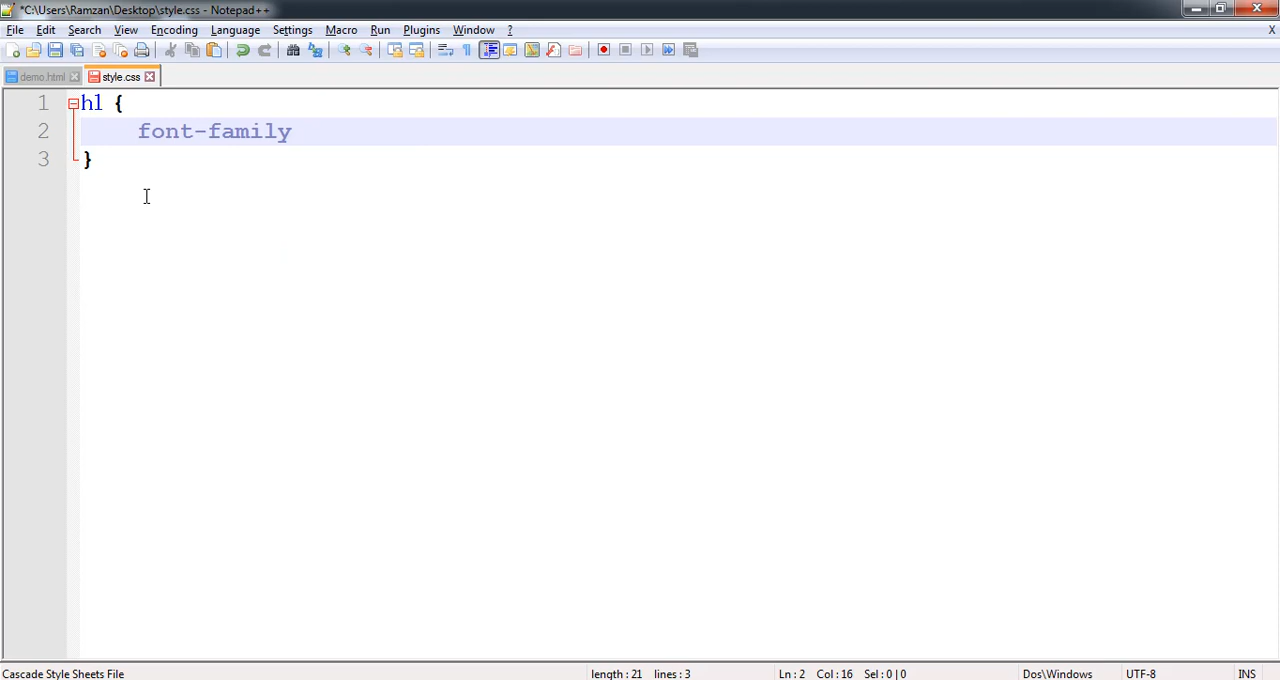 *C:\Users\Ramzan\Desktop\style.css - Notepad++
File Edit Search View Encoding Language Settings Macro Run Plugins Window ? X
demo.html style.css
1 h1 {
2 font-family
3 }
Cascade Style Sheets File length : 21 lines : 3 Ln : 2 Col : 16 Sel : 0 | 0 Dos\Windows UTF-8 INS